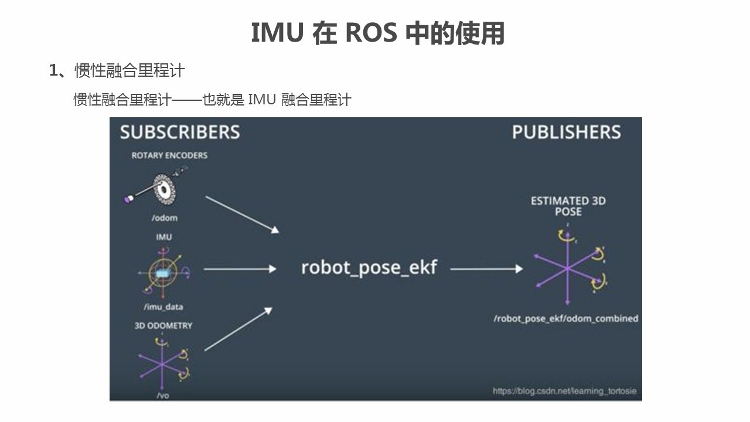 IMU 在 ROS 中的使用
1、惯性融合里程计
惯性融合里程计——也就是 IMU 融合里程计
SUBSCRIBERS
PUBLISHERS
ROTARY ENCODERS
/odom
IMU
/imu_data
3D ODOMETRY
/vo
robot_pose_ekf
ESTIMATED 3D
POSE
/robot_pose_ekf/odom_combined
https://blog.csdn.net/learning_tortosie